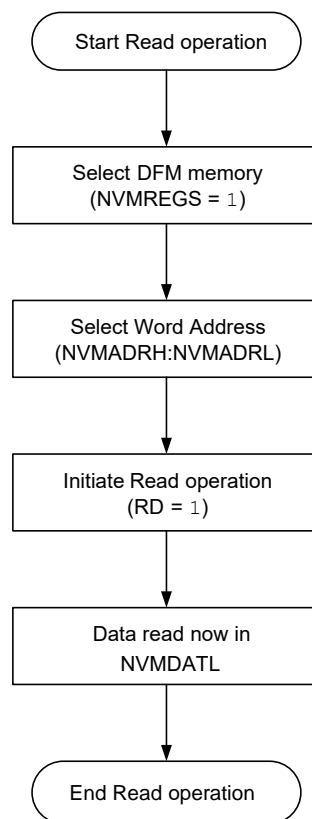 Start Read operation
Select DFM memory
(NVMREGS = 1)
Select Word Address
(NVMADRH:NVMADRL)
Initiate Read operation
(RD = 1)
Data read now in
NVMDATL
End Read operation